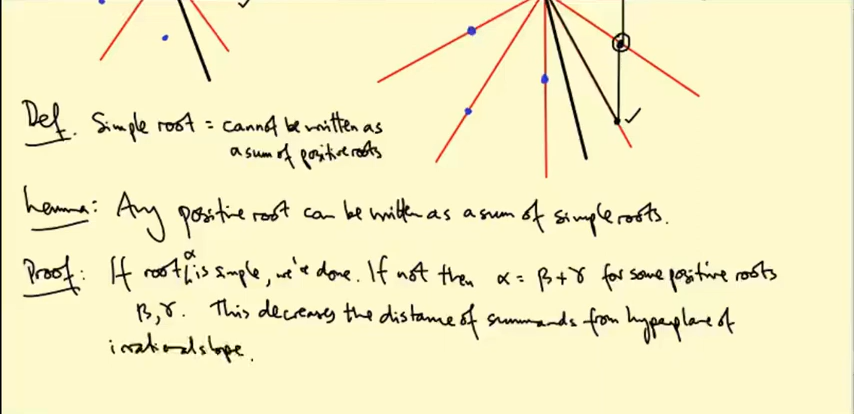 Def. Simple root = cannot be written as
a sum of positive roots
Lemma: Any positive root can be written as a sum of simple roots.
Proof: If root α is simple, we're done. If not then α = β + γ for some positive roots
β, γ. This decreases the distance of summands from hyperplane of
irrational slope.